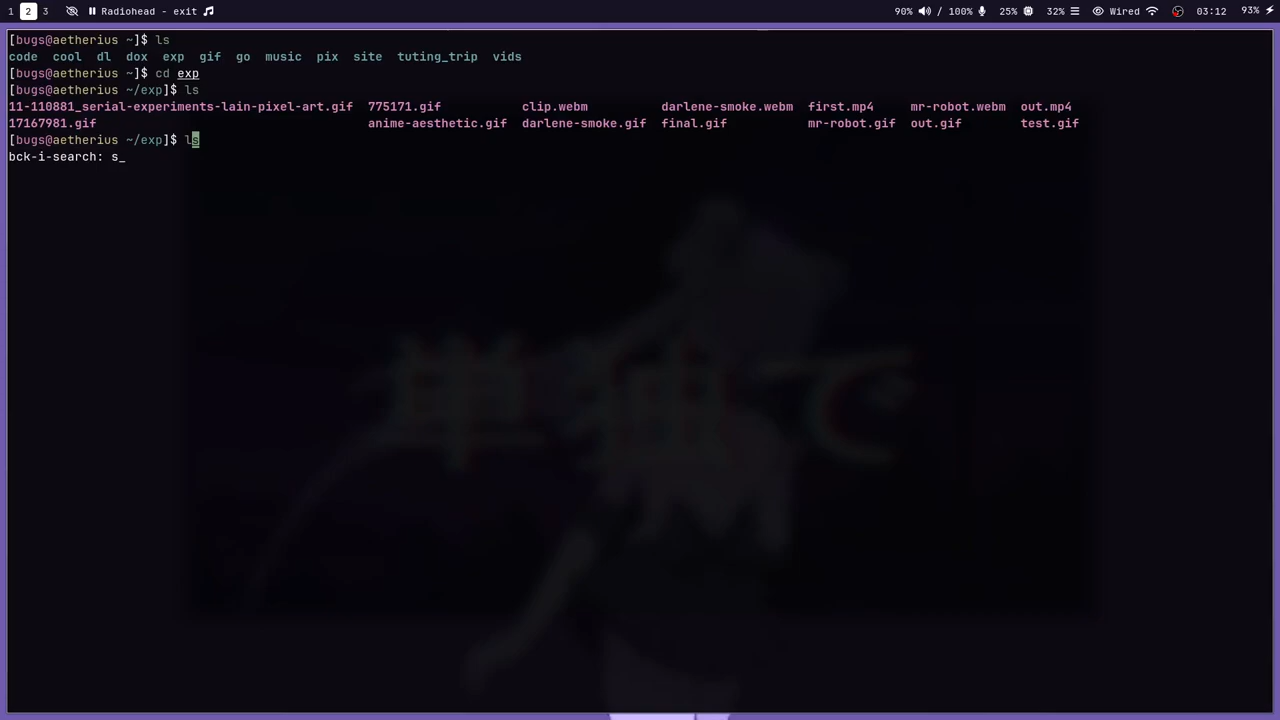 1 2 3 Radiohead - exit 90% / 100% 25% 32% Wired 03:12 93%
[bugs@aetherius ~]$ ls
code cool dl dox exp gif go music pix site tuting_trip vids
[bugs@aetherius ~]$ cd exp
[bugs@aetherius ~/exp]$ ls
11-110881_serial-experiments-lain-pixel-art.gif 775171.gif clip.webm darlene-smoke.webm first.mp4 mr-robot.webm out.mp4
17167981.gif anime-aesthetic.gif darlene-smoke.gif final.gif mr-robot.gif out.gif test.gif
[bugs@aetherius ~/exp]$ ls
bck-i-search: s_
単独で